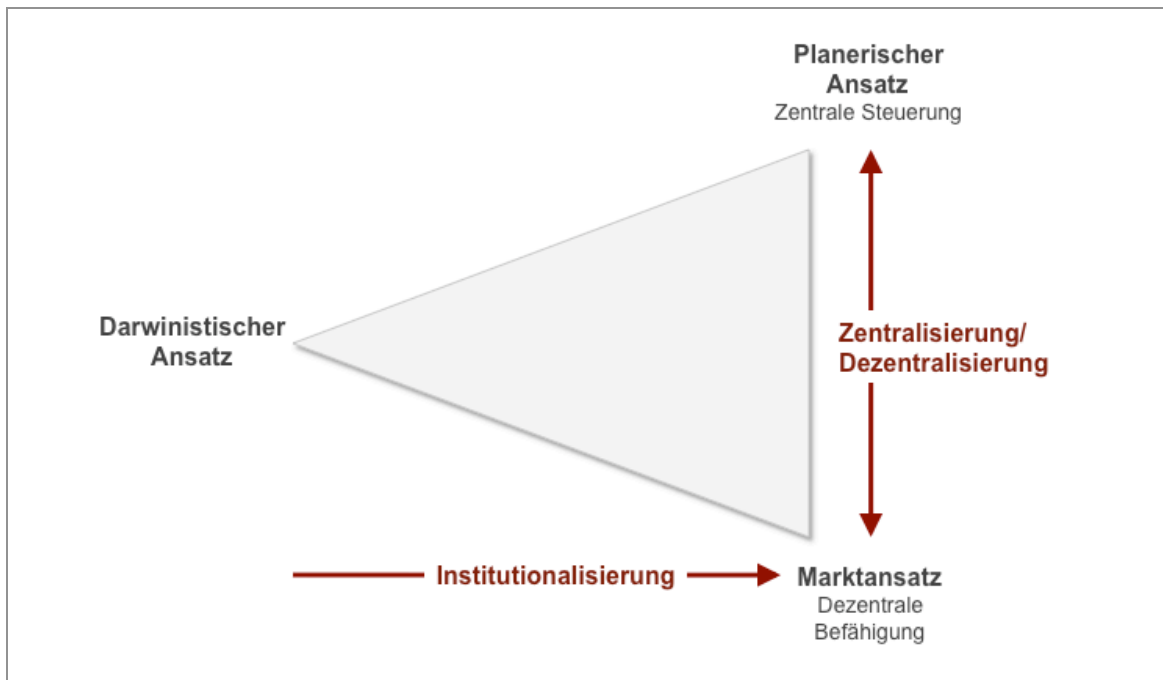 Planerischer
Ansatz
Zentrale Steuerung
Darwinistischer
Ansatz
Zentralisierung/
Dezentralisierung
Institutionalisierung
Marktansatz
Dezentrale
Befähigung